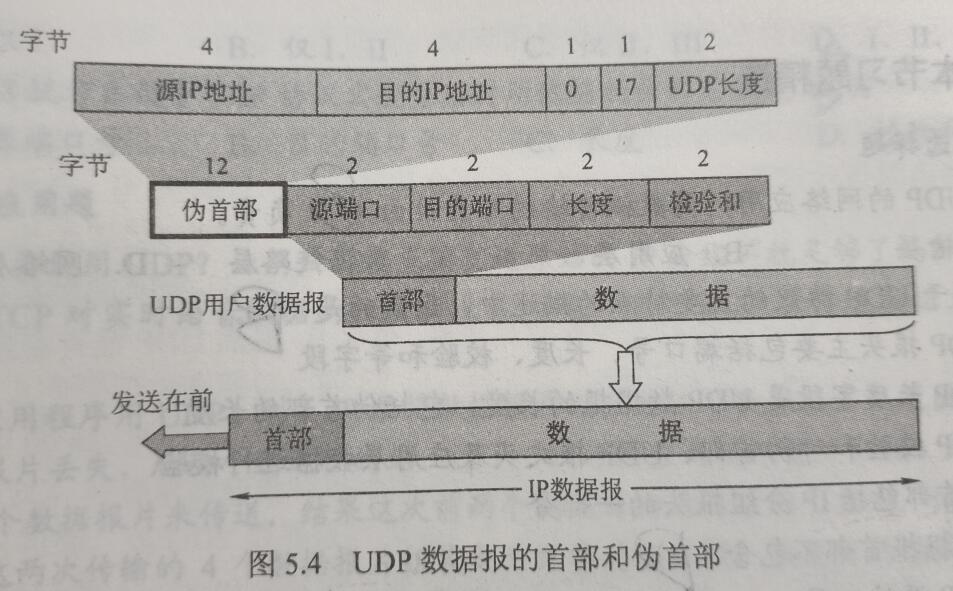 字节 4 4 1 1 2
源IP地址 目的IP地址 0 17 UDP长度
字节 12 2 2 2 2
伪首部 源端口 目的端口 长度 检验和
UDP用户数据报 首部 数 据
发送在前
首部 数 据
IP数据报
图 5.4 UDP 数据报的首部和伪首部